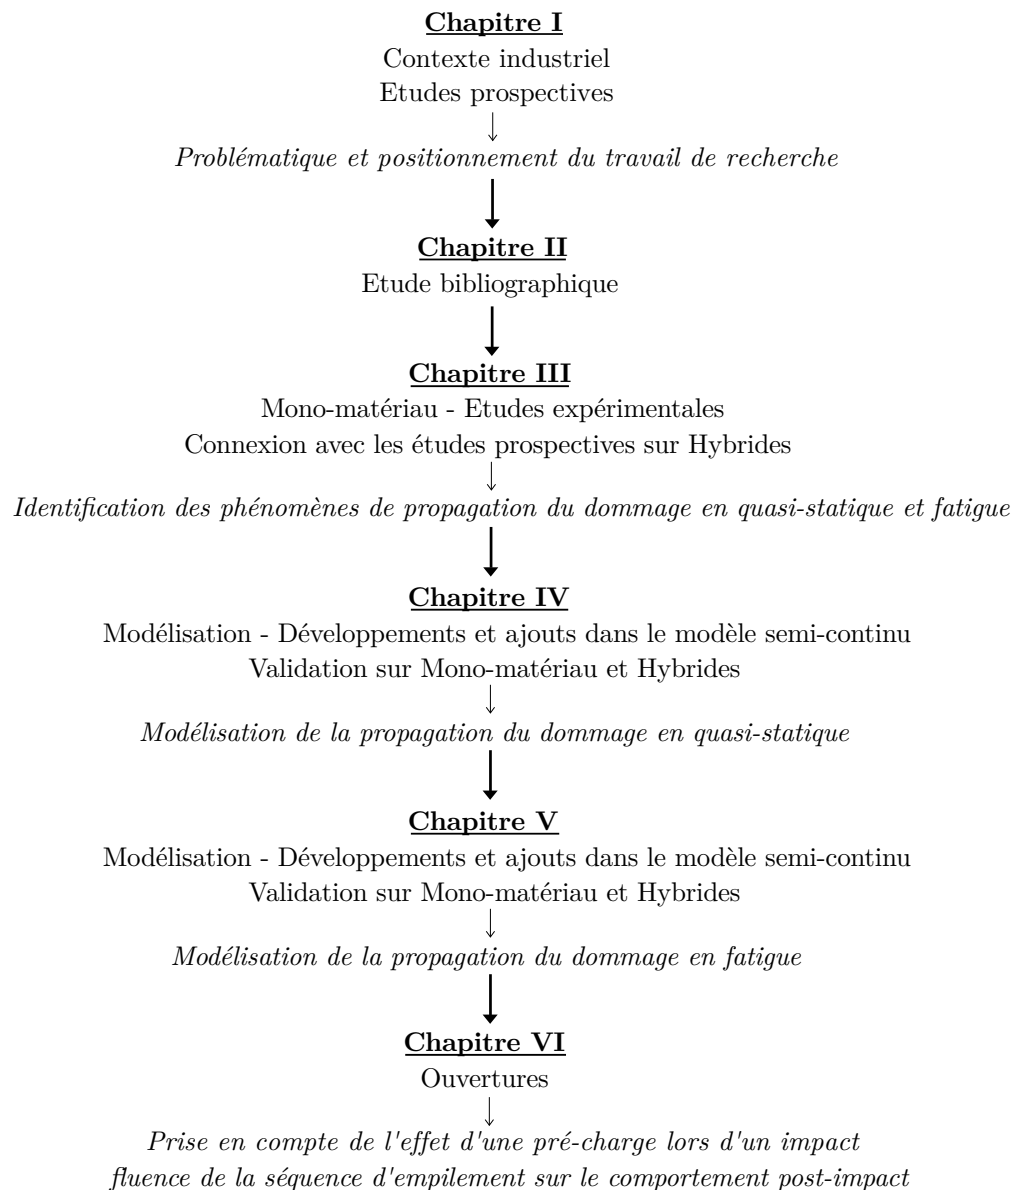 Chapitre I
Contexte industriel
Etudes prospectives
Problématique et positionnement du travail de recherche
Chapitre II
Etude bibliographique
Chapitre III
Mono-matériau - Etudes expérimentales
Connexion avec les études prospectives sur Hybrides
Identification des phénomènes de propagation du dommage en quasi-statique et fatigue
Chapitre IV
Modélisation - Développements et ajouts dans le modèle semi-continu
Validation sur Mono-matériau et Hybrides
Modélisation de la propagation du dommage en quasi-statique
Chapitre V
Modélisation - Développements et ajouts dans le modèle semi-continu
Validation sur Mono-matériau et Hybrides
Modélisation de la propagation du dommage en fatigue
Chapitre VI
Ouvertures
Prise en compte de l'effet d'une pré-charge lors d'un impact
fluence de la séquence d'empilement sur le comportement post-impact